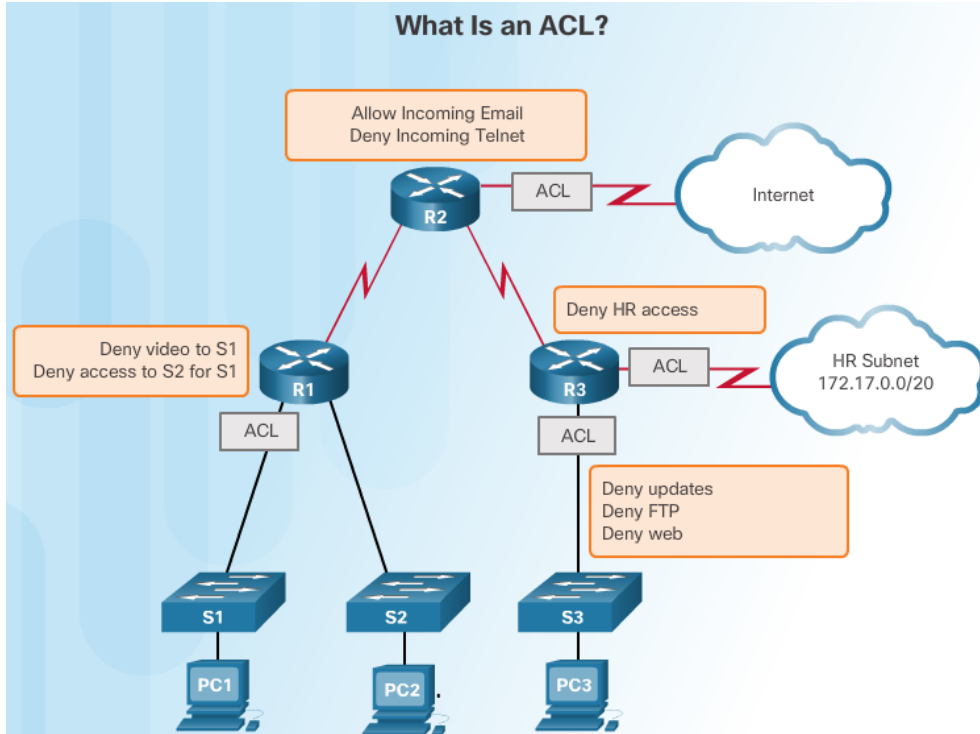 What Is an ACL?
Allow Incoming Email
Deny Incoming Telnet
ACL
Internet
R2
Deny HR access
Deny video to S1
Deny access to S2 for S1
R1
R3
ACL
HR Subnet
172.17.0.0/20
ACL
ACL
Deny updates
Deny FTP
Deny web
S1
S2
S3
PC1
PC2
PC3